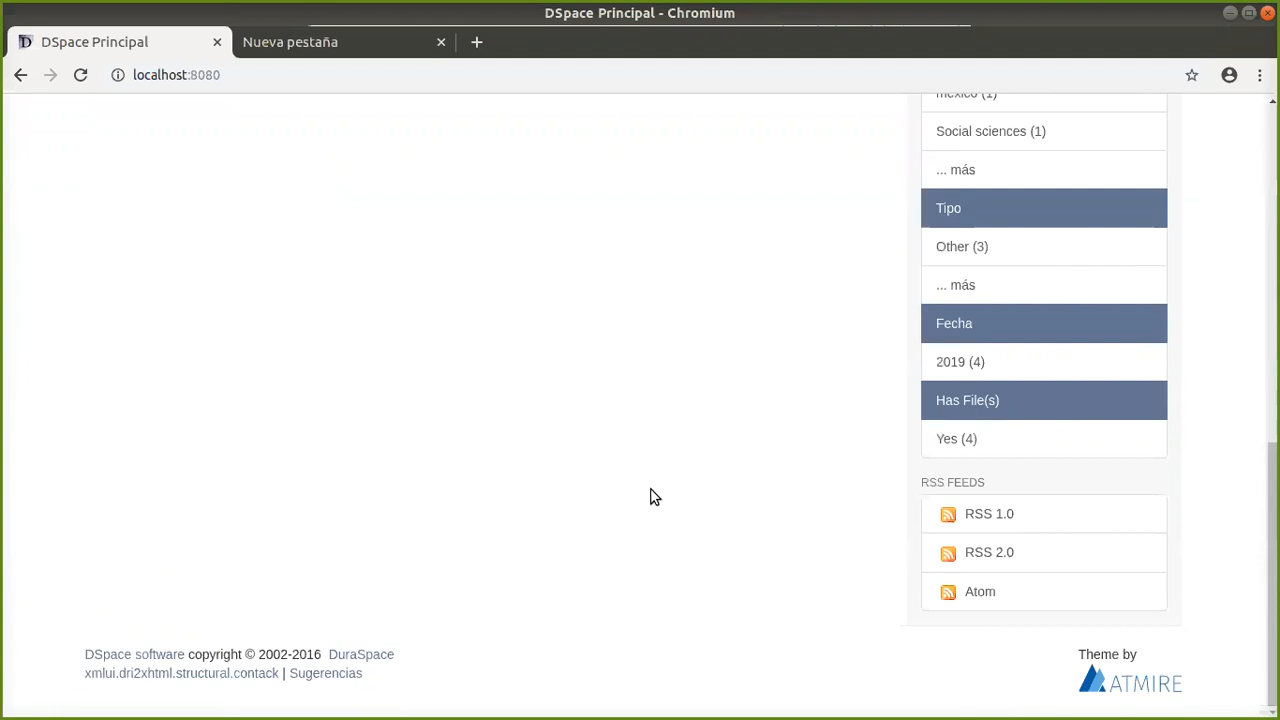 DSpace Principal - Chromium
DSpace Principal
Nueva pestaña
localhost:8080
mexico (1)
Social sciences (1)
... más
Tipo
Other (3)
... más
Fecha
2019 (4)
Has File(s)
Yes (4)
RSS FEEDS
RSS 1.0
RSS 2.0
Atom
DSpace software copyright © 2002-2016 DuraSpace
xmlui.dri2xhtml.structural.contack | Sugerencias
Theme by
ATMIRE